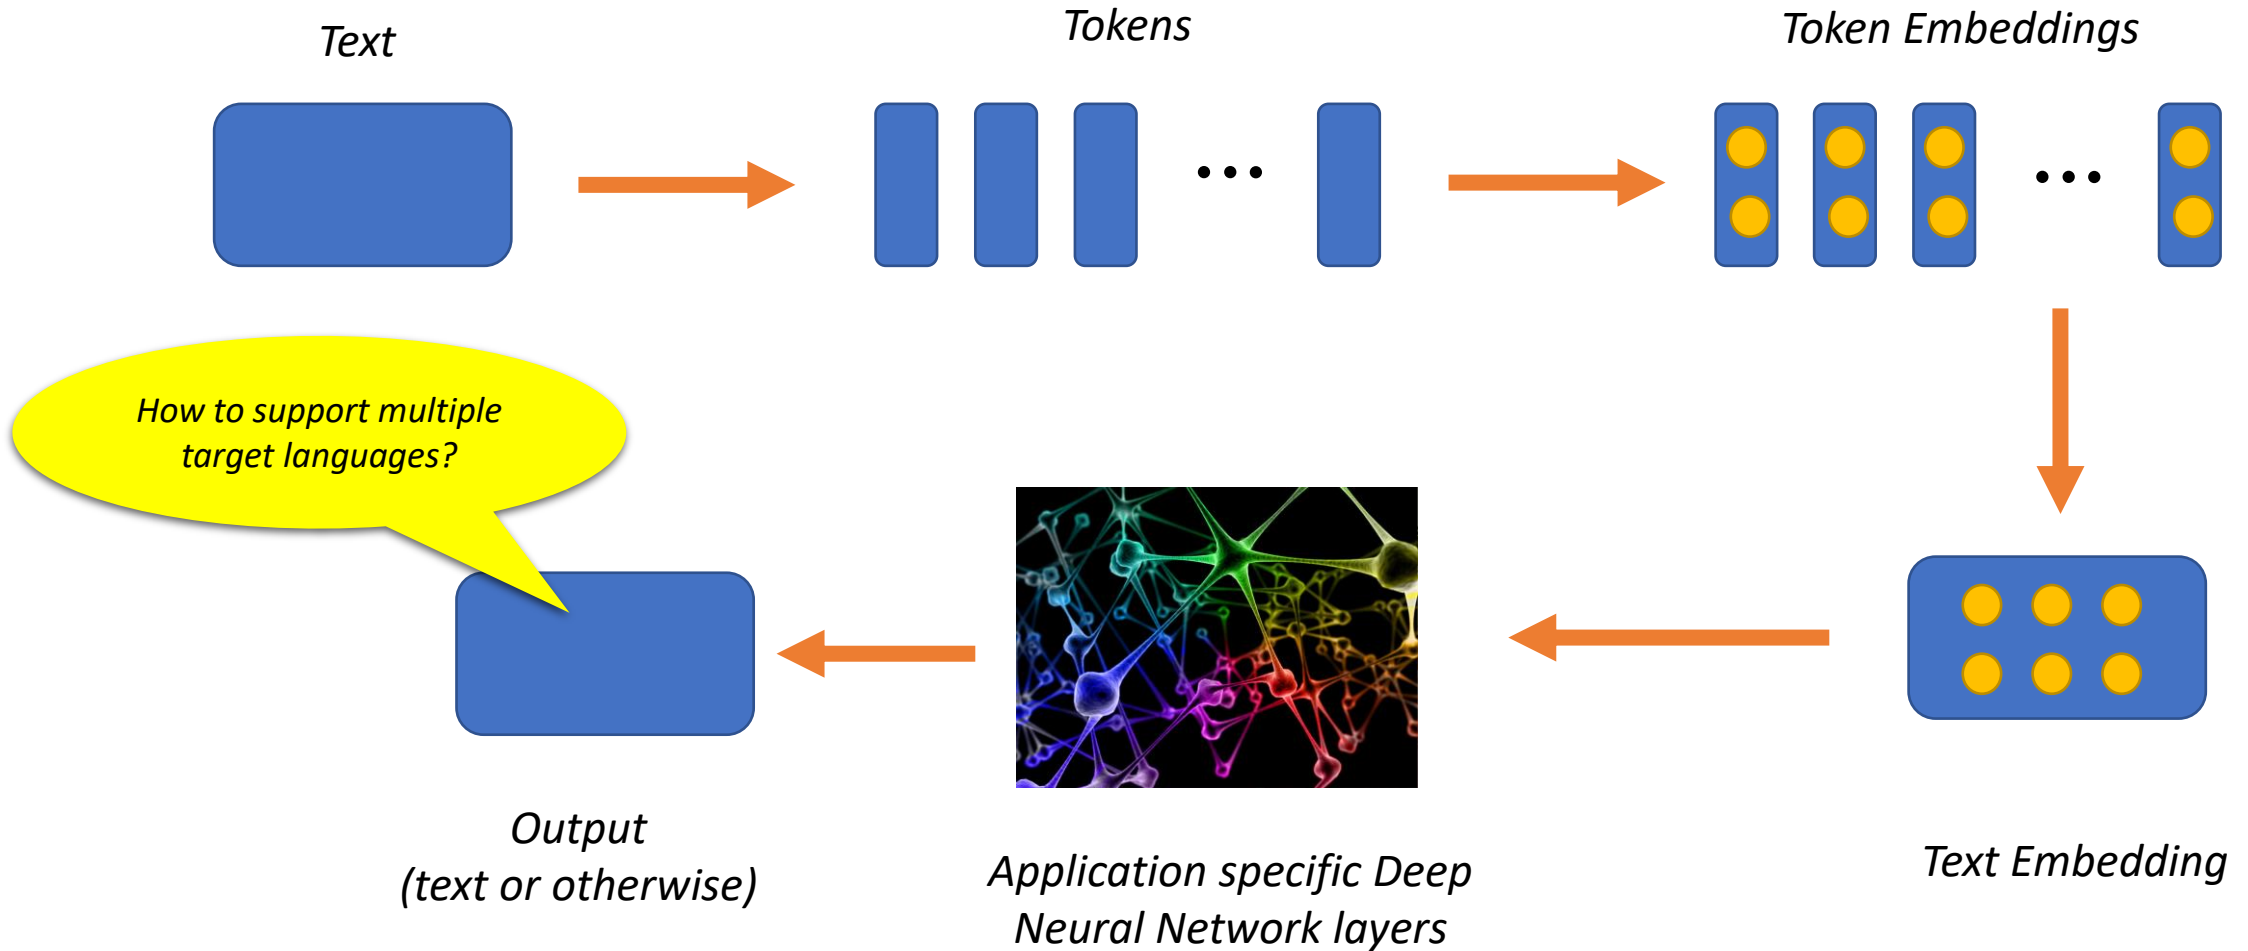 Text
Tokens
Token Embeddings
How to support multiple
target languages?
Output
(text or otherwise)
Application specific Deep
Neural Network layers
Text Embedding